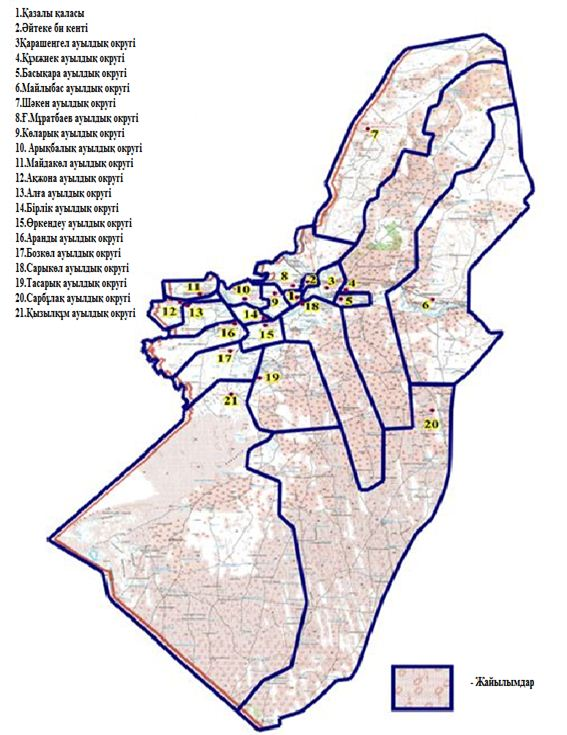 1.Қазалы қаласы
2.Әйтеке би кенті
3Қарашенгел ауылдық округі
4.Құмжиек ауылдық округі
5.Басықара ауылдық округі
6.Майлыбас ауылдық округі
7.Шәкен ауылдық округі
8.Ғ.Мұратбаев ауылдық округі
9.Көларық ауылдық округі
10. Арықбалық ауылдық округі
11.Майдакөл ауылдық округі
12.Ақжона ауылдық округі
13.Алға ауылдық округі
14.Бірлік ауылдық округі
15.Өркендеу ауылдық округі
16.Аранды ауылдық округі
17.Бозкөл ауылдық округі
18.Сарыкөл ауылдық округі
19.Тасарық ауылдық округі
20.Сарбұлақ ауылдық округі
21.Қызылқұм ауылдық округі
7
8
2
3
4
11
10
9
1
5
6
12
13
14
18
16
15
17
19
21
20
- Жайылымдар